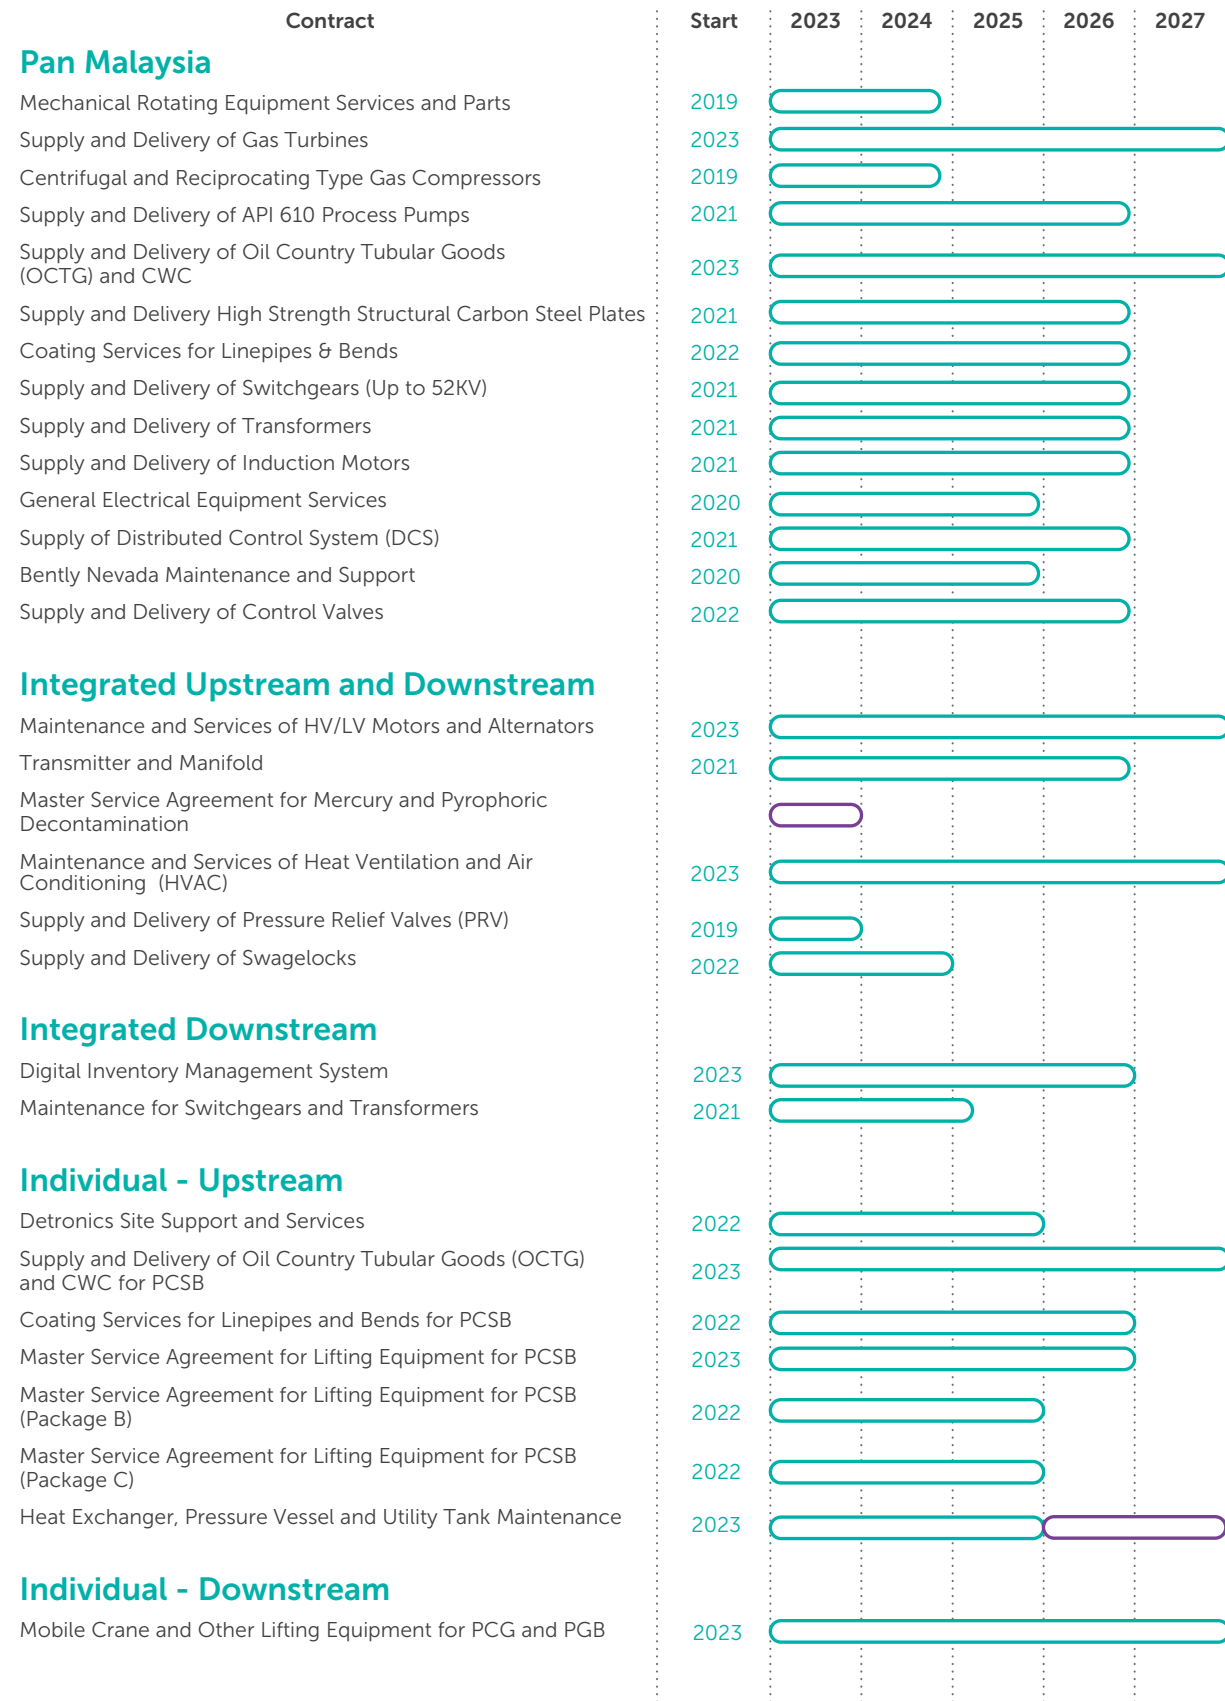 Contract Start 2023 2024 2025 2026 2027
Pan Malaysia
Mechanical Rotating Equipment Services and Parts 2019
Supply and Delivery of Gas Turbines 2023
Centrifugal and Reciprocating Type Gas Compressors 2019
Supply and Delivery of API 610 Process Pumps 2021
Supply and Delivery of Oil Country Tubular Goods
(OCTG) and CWC 2023
Supply and Delivery High Strength Structural Carbon Steel Plates 2021
Coating Services for Linepipes & Bends 2022
Supply and Delivery of Switchgears (Up to 52KV) 2021
Supply and Delivery of Transformers 2021
Supply and Delivery of Induction Motors 2021
General Electrical Equipment Services 2020
Supply of Distributed Control System (DCS) 2021
Bently Nevada Maintenance and Support 2020
Supply and Delivery of Control Valves 2022
Integrated Upstream and Downstream
Maintenance and Services of HV/LV Motors and Alternators 2023
Transmitter and Manifold 2021
Master Service Agreement for Mercury and Pyrophoric
Decontamination
Maintenance and Services of Heat Ventilation and Air
Conditioning (HVAC) 2023
Supply and Delivery of Pressure Relief Valves (PRV) 2019
Supply and Delivery of Swagelocks 2022
Integrated Downstream
Digital Inventory Management System 2023
Maintenance for Switchgears and Transformers 2021
Individual - Upstream
Detronics Site Support and Services 2022
Supply and Delivery of Oil Country Tubular Goods (OCTG)
and CWC for PCSB 2023
Coating Services for Linepipes and Bends for PCSB 2022
Master Service Agreement for Lifting Equipment for PCSB 2023
Master Service Agreement for Lifting Equipment for PCSB
(Package B) 2022
Master Service Agreement for Lifting Equipment for PCSB
(Package C) 2022
Heat Exchanger, Pressure Vessel and Utility Tank Maintenance 2023
Individual - Downstream
Mobile Crane and Other Lifting Equipment for PCG and PGB 2023